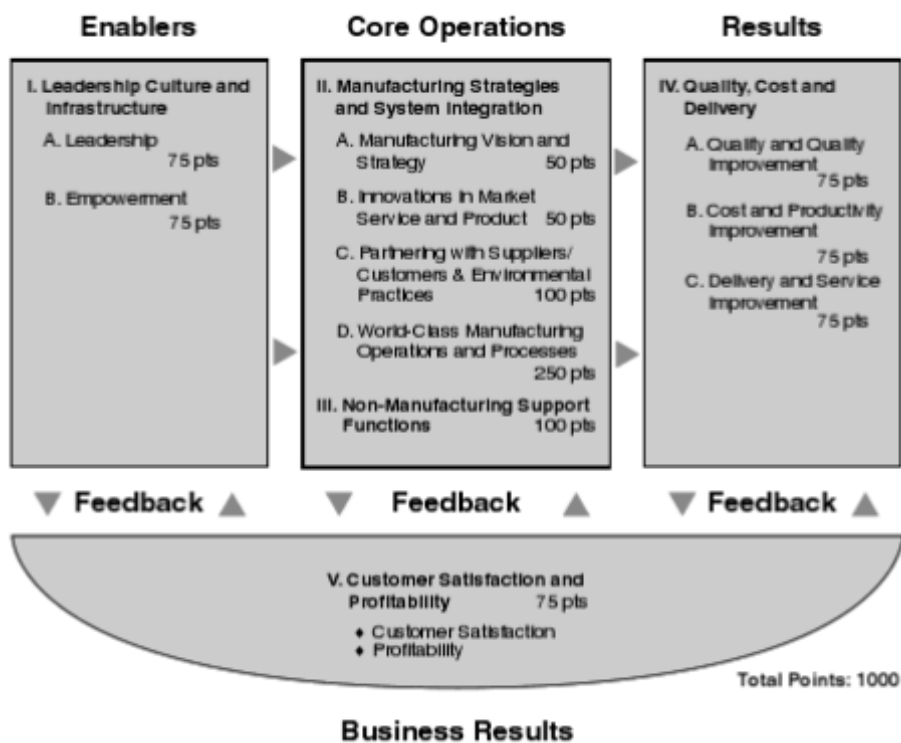 Enablers
I. Leadership Culture and
Infrastructure
A. Leadership
75 pts
B. Empowerment
75 pts
Core Operations
II. Manufacturing Strategies
and System Integration
A. Manufacturing Vision and
Strategy 50 pts
B. Innovations in Market
Service and Product 50 pts
C. Partnering with Suppliers/
Customers & Environmental
Practices 100 pts
D. World-Class Manufacturing
Operations and Processes
250 pts
III. Non-Manufacturing Support
Functions 100 pts
Results
IV. Quality, Cost and
Delivery
A. Quality and Quality
Improvement
75 pts
B. Cost and Productivity
Improvement
75 pts
C. Delivery and Service
Improvement
75 pts
Feedback
Feedback
Feedback
V. Customer Satisfaction and
Profitability 75 pts
♦ Customer Satisfaction
♦ Profitability
Total Points: 1000
Business Results